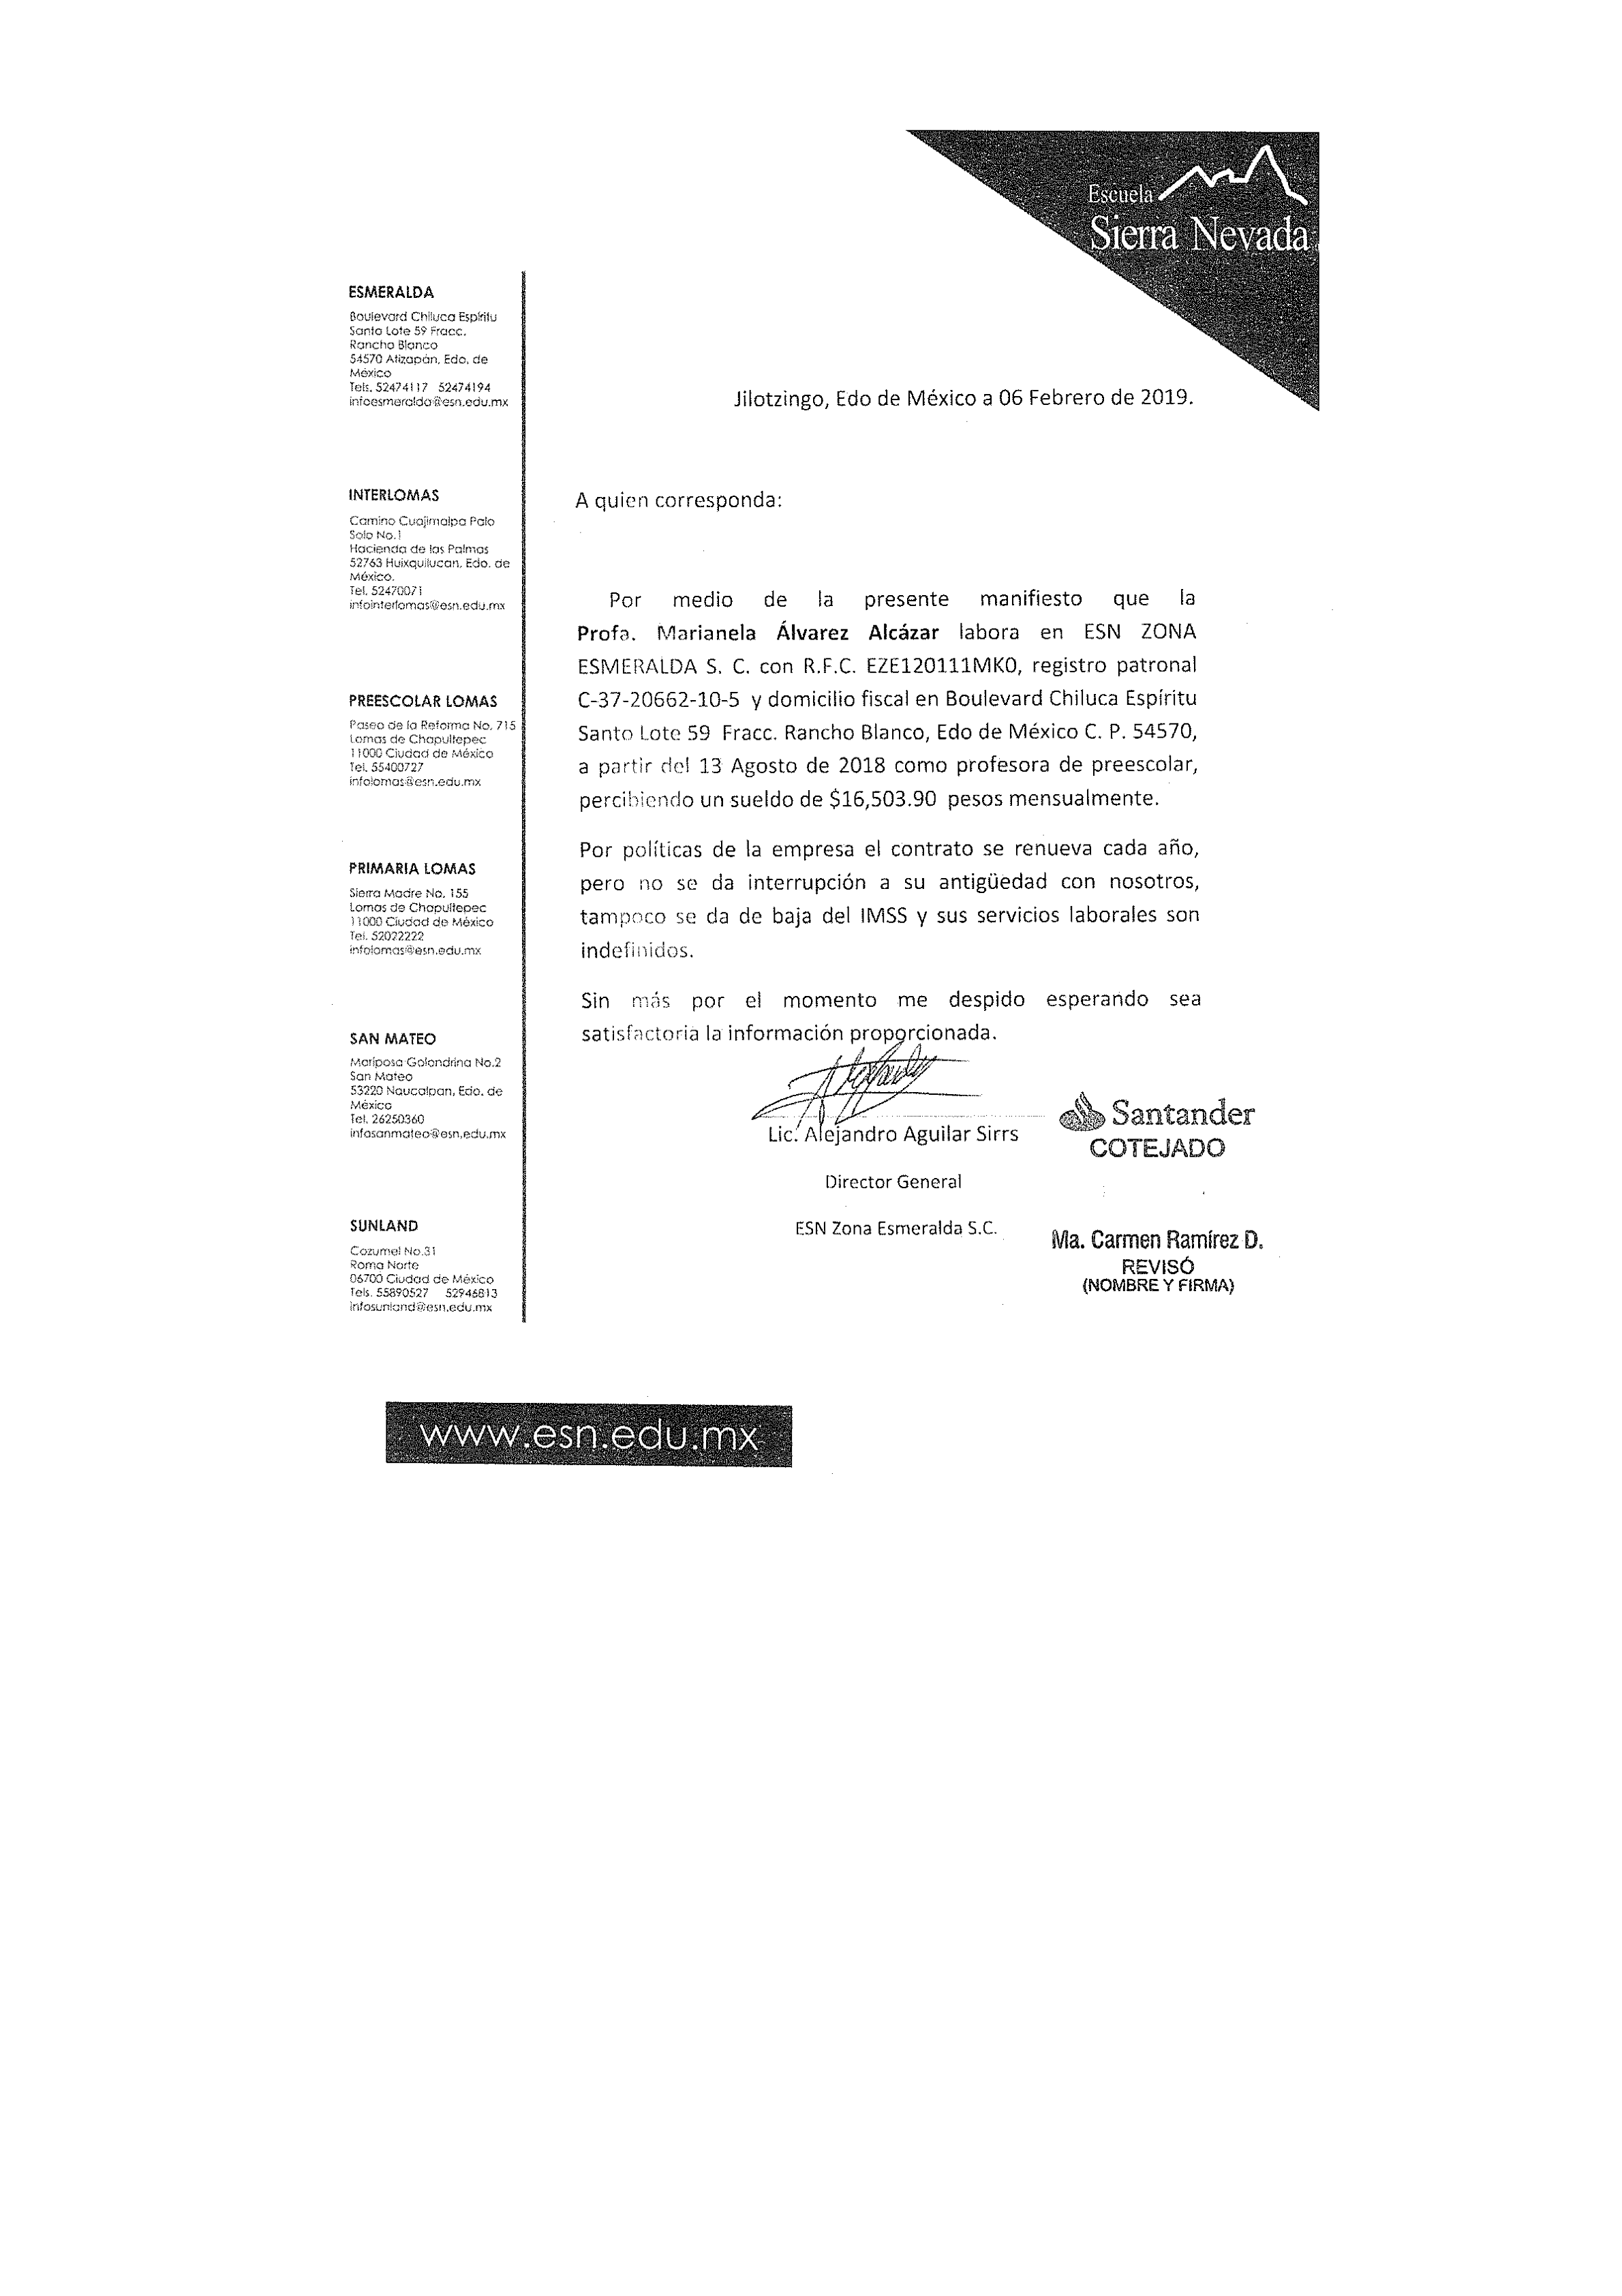 Escuela
Sierra Nevada
ESMERALDA
Boulevard Chiluca Espíritu
Santo Lote 59 Fracc.
Rancho Blanco
54570 Atizapán, Edo. de
México
Tels. 52474117 52474194
infoesmeralda@esn.edu.mx
INTERLOMAS
Camino Cuajimalpa Palo
Solo No.1
Hacienda de las Palmas
52763 Huixquilucan, Edo. de
México.
Tel. 52470071
infointerlomas@esn.edu.mx
PREESCOLAR LOMAS
Paseo de la Reforma No. 715
Lomas de Chapultepec
11000 Ciudad de México
Tel. 55400727
infolomas@esn.edu.mx
PRIMARIA LOMAS
Sierra Madre No. 155
Lomas de Chapultepec
11000 Ciudad de México
Tel. 52022222
infolomas@esn.edu.mx
SAN MATEO
Mariposa Golondrina No.2
San Mateo
53220 Naucalpan, Edo. de
México
Tel. 26250360
infosanmateo@esn.edu.mx
SUNLAND
Cozumel No.31
Roma Norte
06700 Ciudad de México
Tels. 55890527 52946813
infosunland@esn.edu.mx
Jilotzingo, Edo de México a 06 Febrero de 2019.
A quien corresponda:
Por medio de la presente manifiesto que la
Profa. Marianela Álvarez Alcázar labora en ESN ZONA
ESMERALDA S. C. con R.F.C. EZE120111MK0, registro patronal
C-37-20662-10-5 y domicilio fiscal en Boulevard Chiluca Espíritu
Santo Lote 59 Fracc. Rancho Blanco, Edo de México C. P. 54570,
a partir del 13 Agosto de 2018 como profesora de preescolar,
percibiendo un sueldo de $16,503.90 pesos mensualmente.
Por políticas de la empresa el contrato se renueva cada año,
pero no se da interrupción a su antigüedad con nosotros,
tampoco se da de baja del IMSS y sus servicios laborales son
indefinidos.
Sin más por el momento me despido esperando sea
satisfactoria la información proporcionada.
Lic. Alejandro Aguilar Sirrs
Director General
ESN Zona Esmeralda S.C.
Santander
COTEJADO
Ma. Carmen Ramírez D.
REVISÓ
(NOMBRE Y FIRMA)
www.esn.edu.mx